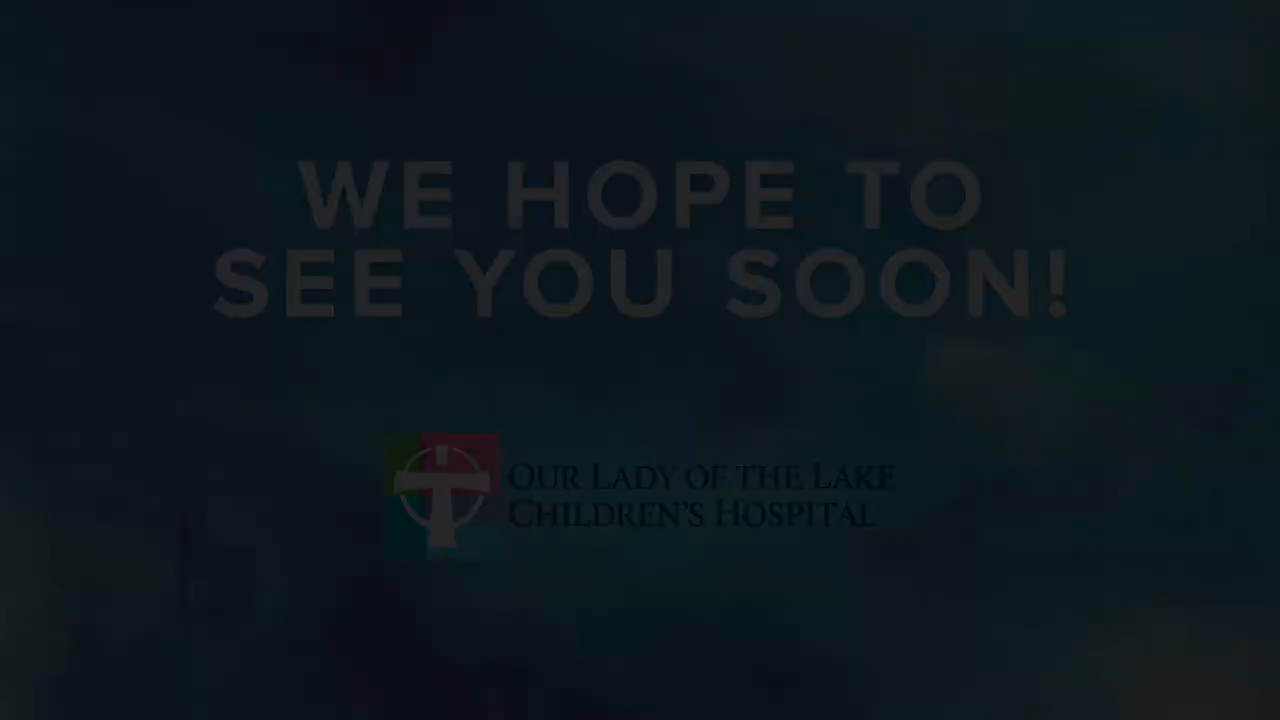 WE HOPE TO
SEE YOU SOON!
OUR LADY OF THE LAKE
CHILDREN'S HOSPITAL